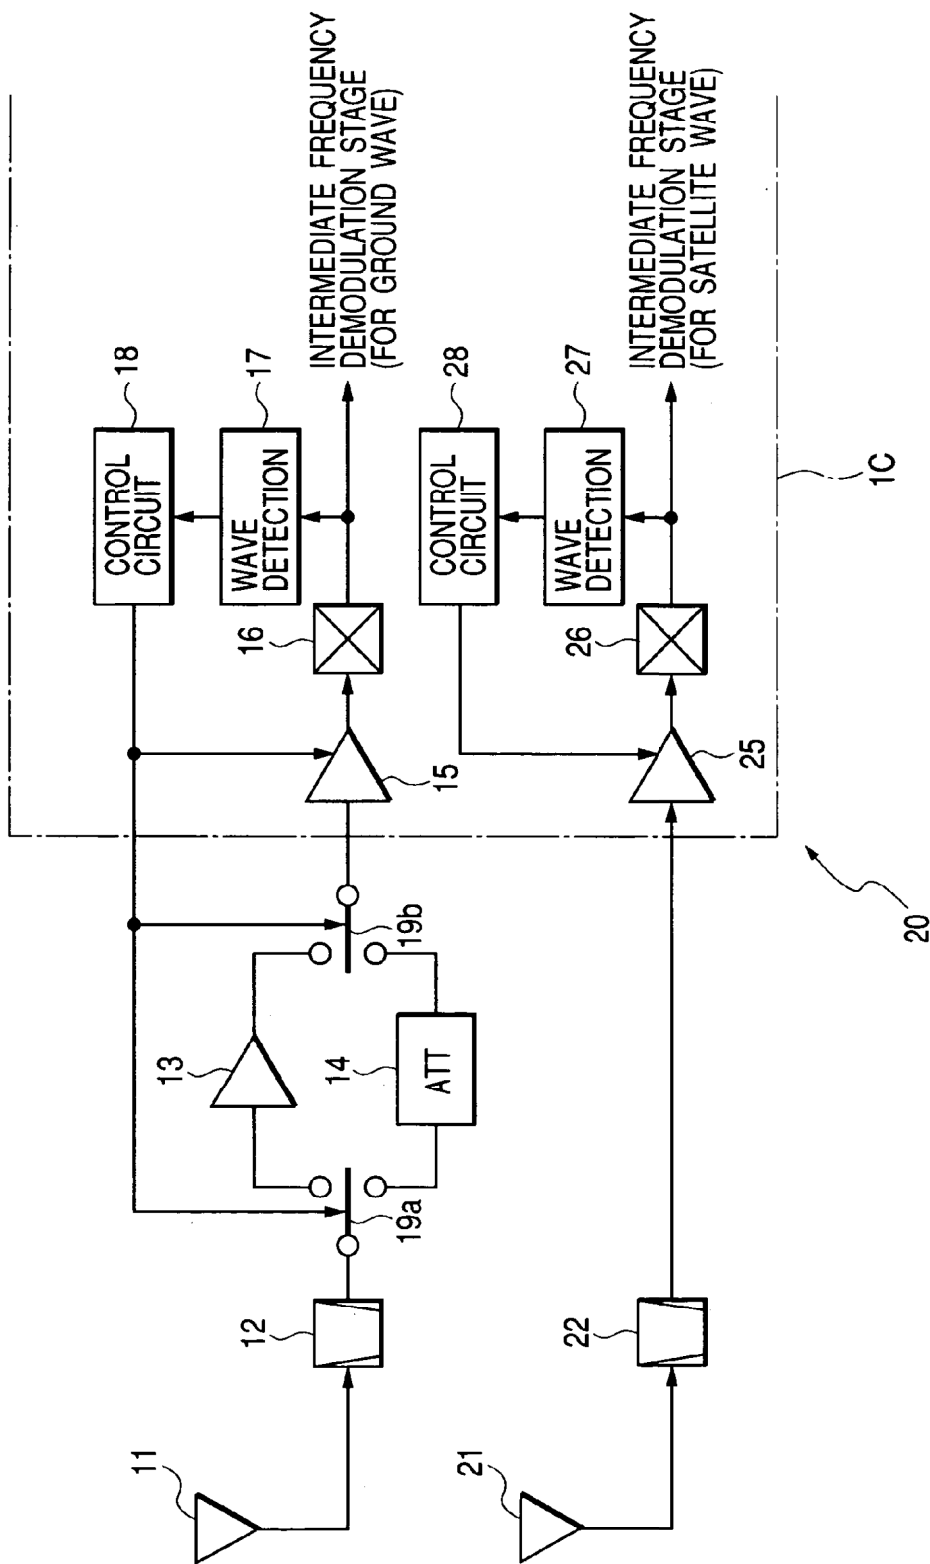 11
12
13
14
ATT
19a
19b
15
16
WAVE
DETECTION
17
CONTROL
CIRCUIT
18
INTERMEDIATE FREQUENCY
DEMODULATION STAGE
(FOR GROUND WAVE)
21
22
25
26
WAVE
DETECTION
27
CONTROL
CIRCUIT
28
INTERMEDIATE FREQUENCY
DEMODULATION STAGE
(FOR SATELLITE WAVE)
20
1C